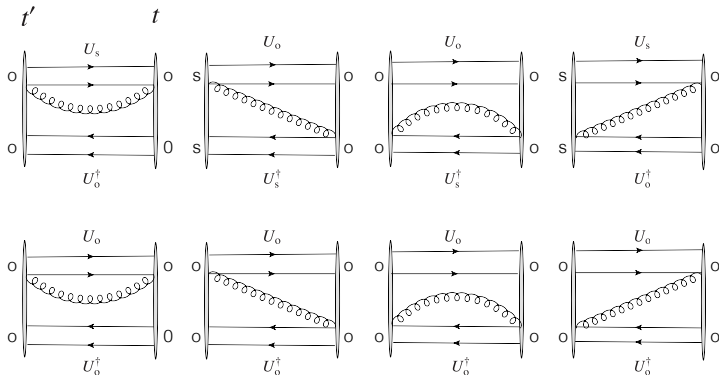 t′ t
U_s U_o U_o U_s
O O S O O O S O
O 0 S O O O S O
U_o† U_s† U_s† U_o†
U_o U_o U_o U_o
O O O O O O O O
O 0 O O O O O O
U_o† U_o† U_o† U_o†